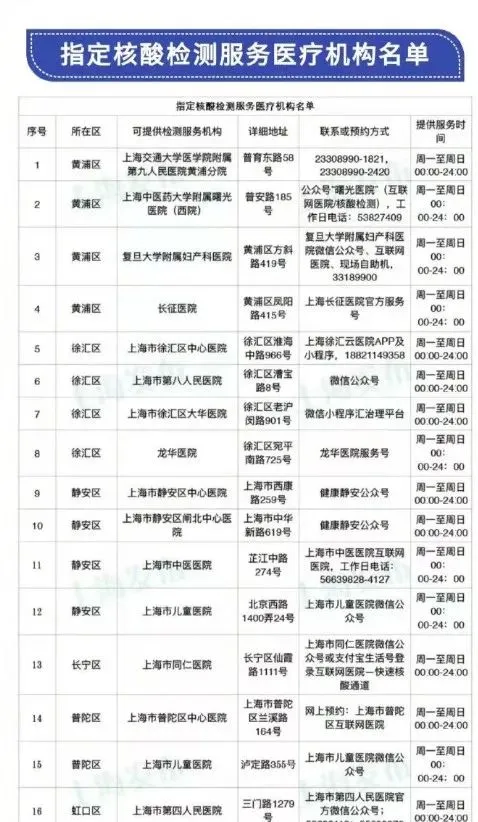 指定核酸检测服务医疗机构名单
指定核酸检测服务医疗机构名单
序号 所在区 可提供检测服务机构 详细地址 联系或预约方式 提供服务时间
1 黄浦区 上海交通大学医学院附属第九人民医院黄浦分院 普育东路58号 23308990-1821, 23308990-2420 周一至周日 00:00-24:00
2 黄浦区 上海中医药大学附属曙光医院（西院） 普安路185号 公众号"曙光医院"（互联网医院/核酸检测），工作日电话：53827409 周一至周日 00：00-24：00
3 黄浦区 复旦大学附属妇产科医院 黄浦区方斜路419号 复旦大学附属妇产科医院微信公众号、互联网医院、现场自助机，33189900 周一至周日 00：00-24：00
4 黄浦区 长征医院 黄浦区凤阳路415号 上海长征医院官方服务号 周一至周日 00：00-24：00
5 徐汇区 上海市徐汇区中心医院 徐汇区淮海中路966号 上海徐汇云医院APP及小程序，18821149358 周一至周日 00:00-24:00
6 徐汇区 上海市第八人民医院 徐汇区漕宝路8号 微信公众号 周一至周日 00:00-24:00
7 徐汇区 上海市徐汇区大华医院 徐汇区老沪闵路901号 微信小程序汇治理平台 周一至周日 00:00-24:00
8 徐汇区 龙华医院 徐汇区宛平南路725号 龙华医院服务号 周一至周日 00：00-24：00
9 静安区 上海市静安区中心医院 上海市西康路259号 健康静安公众号 周一至周日 00:00-24:00
10 静安区 上海市静安区闸北中心医院 上海市中华新路619号 健康静安公众号 周一至周日 00:00-24:00
11 静安区 上海市中医医院 芷江中路274号 上海市中医医院互联网医院，工作日电话：56639828-4127 周一至周日 00：00-24：00
12 静安区 上海市儿童医院 北京西路1400弄24号 上海市儿童医院微信公众号 周一至周日 00：00-24：00
13 长宁区 上海市同仁医院 长宁区仙霞路1111号 上海市同仁医院微信公众号或支付宝生活号登录互联网医院—快速核酸通道 周一至周日 00:00-24:00
14 普陀区 上海市普陀区中心医院 上海市普陀区兰溪路164号 网上预约：上海市普陀区互联网医院 周一至周日 00:00-24:00
15 普陀区 上海市儿童医院 泸定路355号 上海市儿童医院微信公众号 周一至周日 00：00-24：00
16 虹口区 上海市第四人民医院 三门路1279号 上海市第四人民医院官方微信公众号； 周一至周日 00:00-24:00